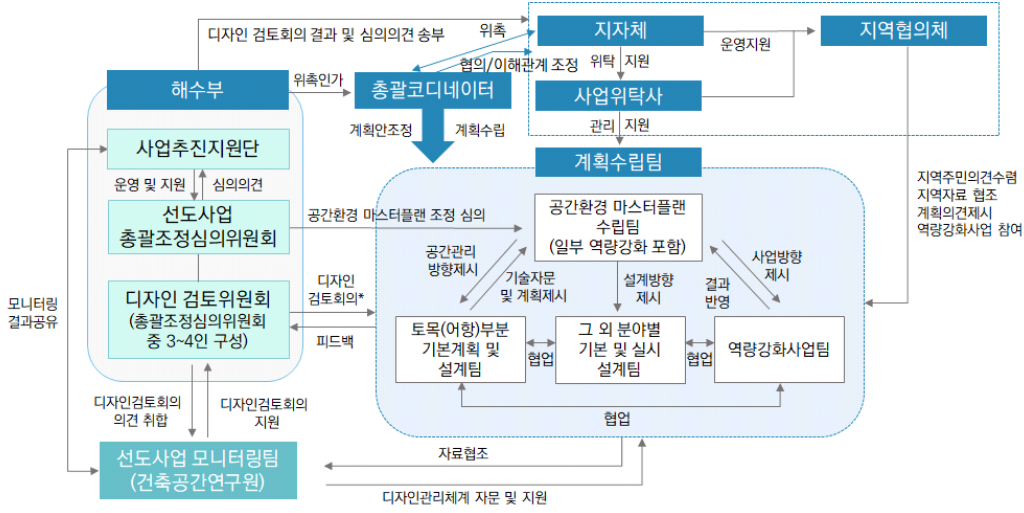 디자인 검토회의 결과 및 심의의견 송부
위촉
지자체
운영지원
지역협의체
협의/이해관계 조정
위탁
지원
해수부
위촉인가
총괄코디네이터
사업위탁사
계획안조정
계획수립
관리
지원
계획수립팀
사업추진지원단
운영 및 지원
심의의견
선도사업
총괄조정심의위원회
공간환경 마스터플랜 조정 심의
공간환경 마스터플랜
수립팀
(일부 역량강화 포함)
지역주민의견수렴
지역자료 협조
계획의견제시
역량강화사업 참여
공간관리
방향제시
기술자문
및 계획제시
설계방향
제시
결과
반영
사업방향
제시
디자인 검토위원회
(총괄조정심의위원회
중 3~4인 구성)
디자인
검토회의*
피드백
모니터링
결과공유
토목(어항)부분
기본계획 및
설계팀
협업
그 외 분야별
기본 및 실시
설계팀
협업
역량강화사업팀
협업
디자인검토회의
의견 취합
디자인검토회의
지원
선도사업 모니터링팀
(건축공간연구원)
자료협조
디자인관리체계 자문 및 지원